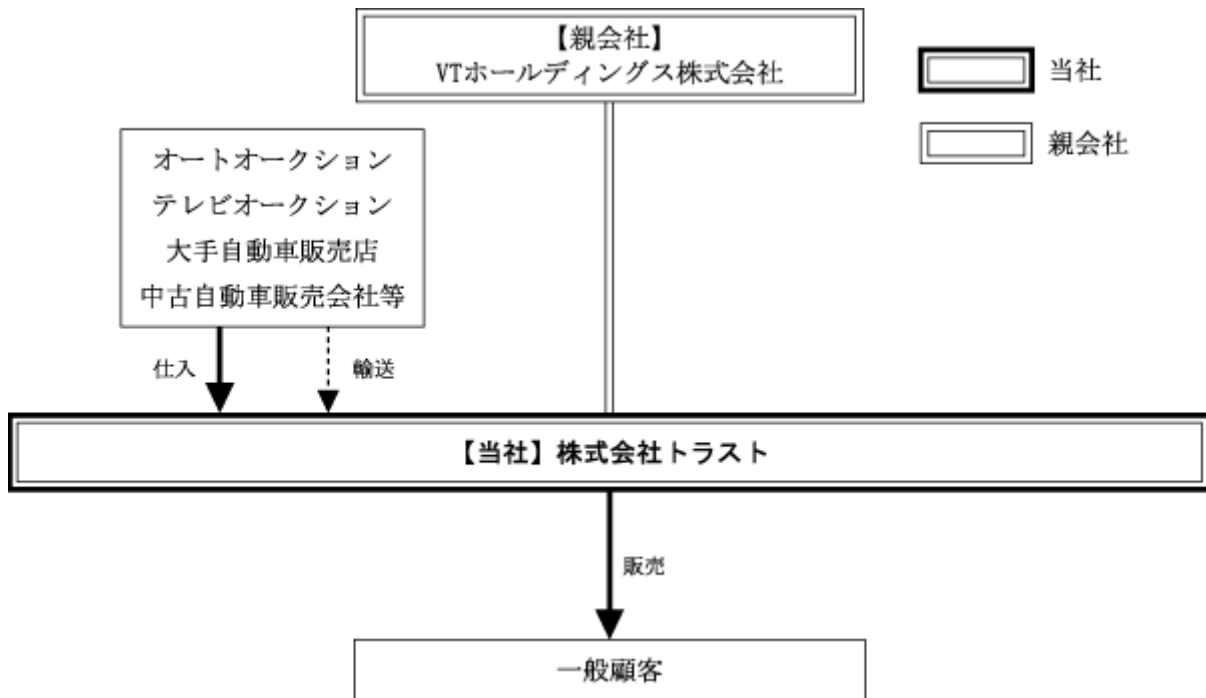 【親会社】
VTホールディングス株式会社
当社
親会社
オートオークション
テレビオークション
大手自動車販売店
中古自動車販売会社等
仕入
輸送
【当社】株式会社トラスト
販売
一般顧客